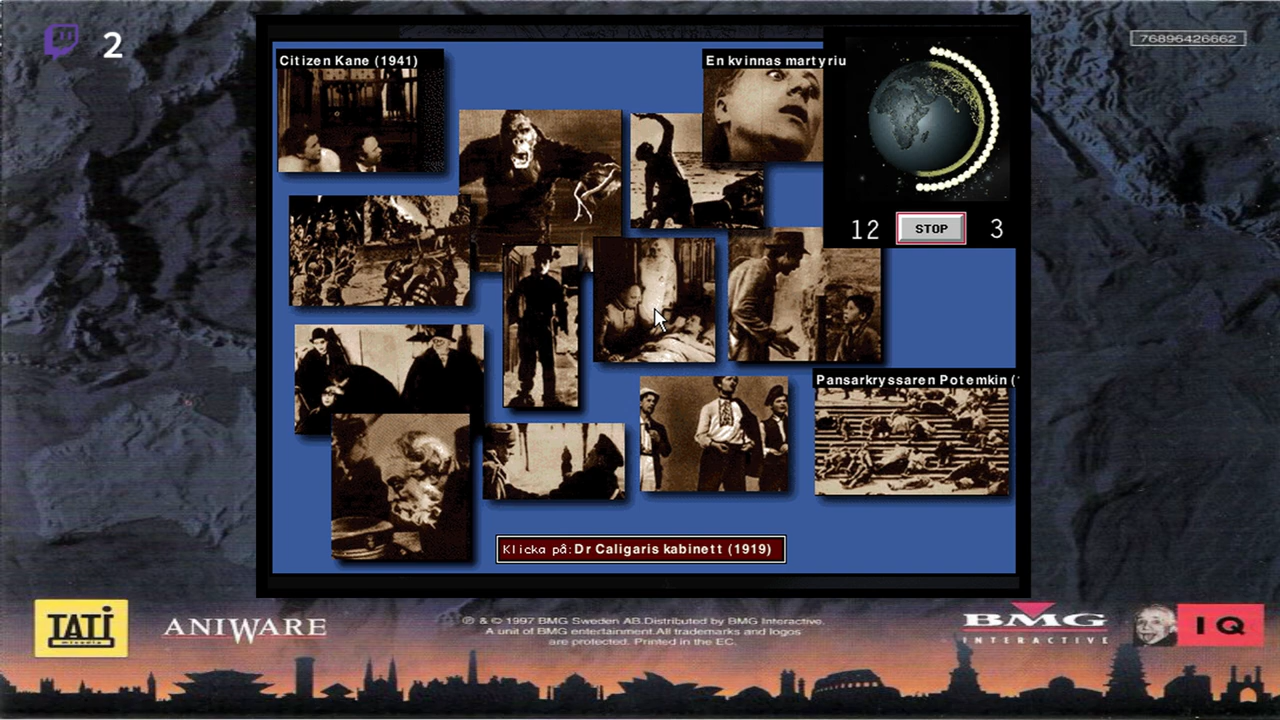 2
76896426662
Citizen Kane (1941)
En kvinnas martyriu
12
STOP
3
Pansarkryssaren Potemkin (
Klicka på: Dr Caligaris kabinett (1919)
TATi
ANIWARE
℗ & © 1997 BMG Sweden AB.Distributed by BMG Interactive.
A unit of BMG entertainment.All trademarks and logos
are protected. Printed in the EC.
BMG
INTERACTIVE
IQ